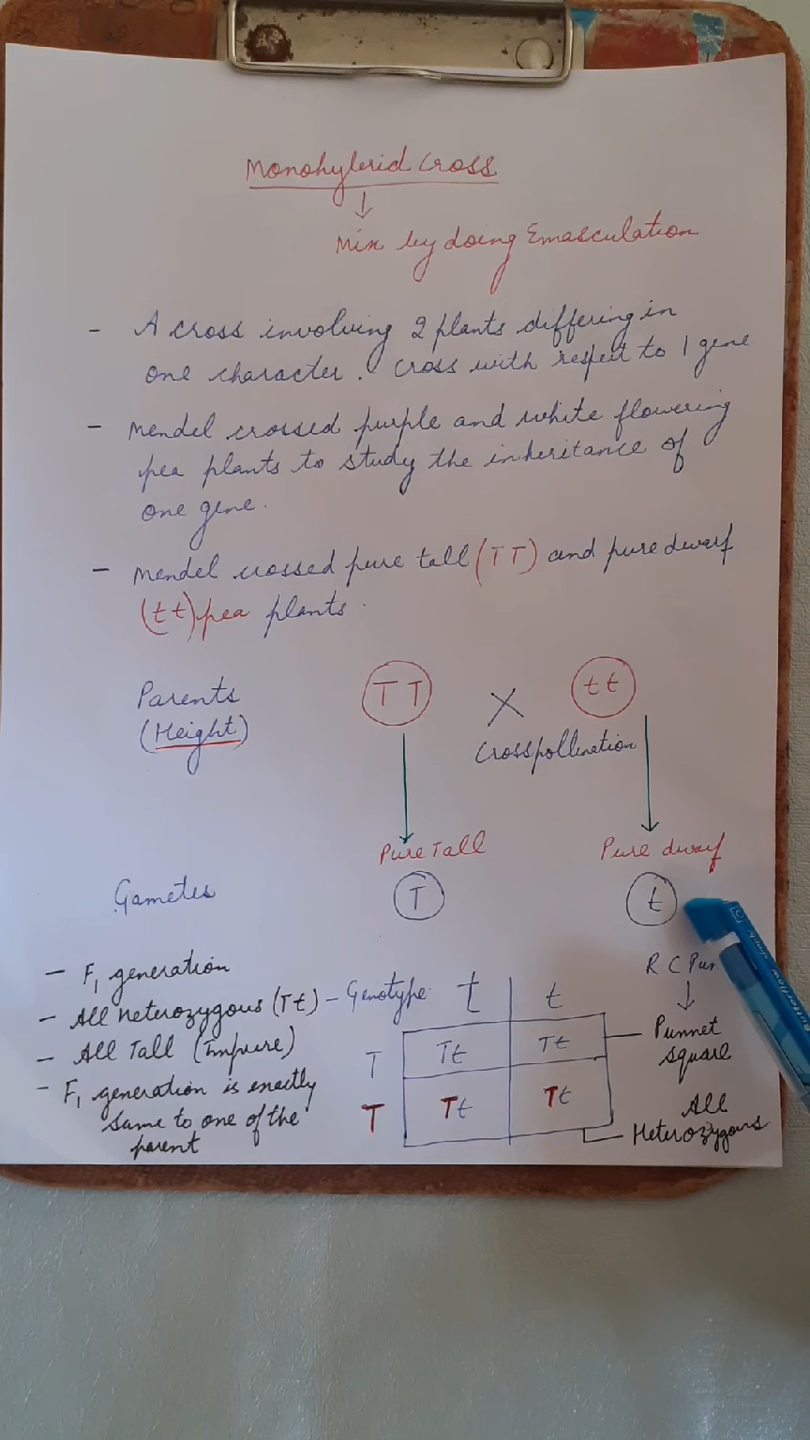 Monohybrid Cross
↓
Mix by doing Emasculation
- A cross involving 2 plants differing in
one character. Cross with respect to 1 gene
- Mendel crossed purple and white flowering
pea plants to study the inheritance of
one gene.
- Mendel crossed pure tall (TT) and pure dwarf
(tt) pea plants.
Parents
(Height)
TT × tt
Crosspollination
Pure Tall
Pure dwarf
Gametes
T
t
- F₁ generation
- All heterozygous (Tt) - Genotype
- All Tall (Impure)
- F₁ generation is exactly
same to one of the
parent
t t
T Tt Tt
T Tt Tt
R C Pun
↓
Punnet
square
All
Heterozygous